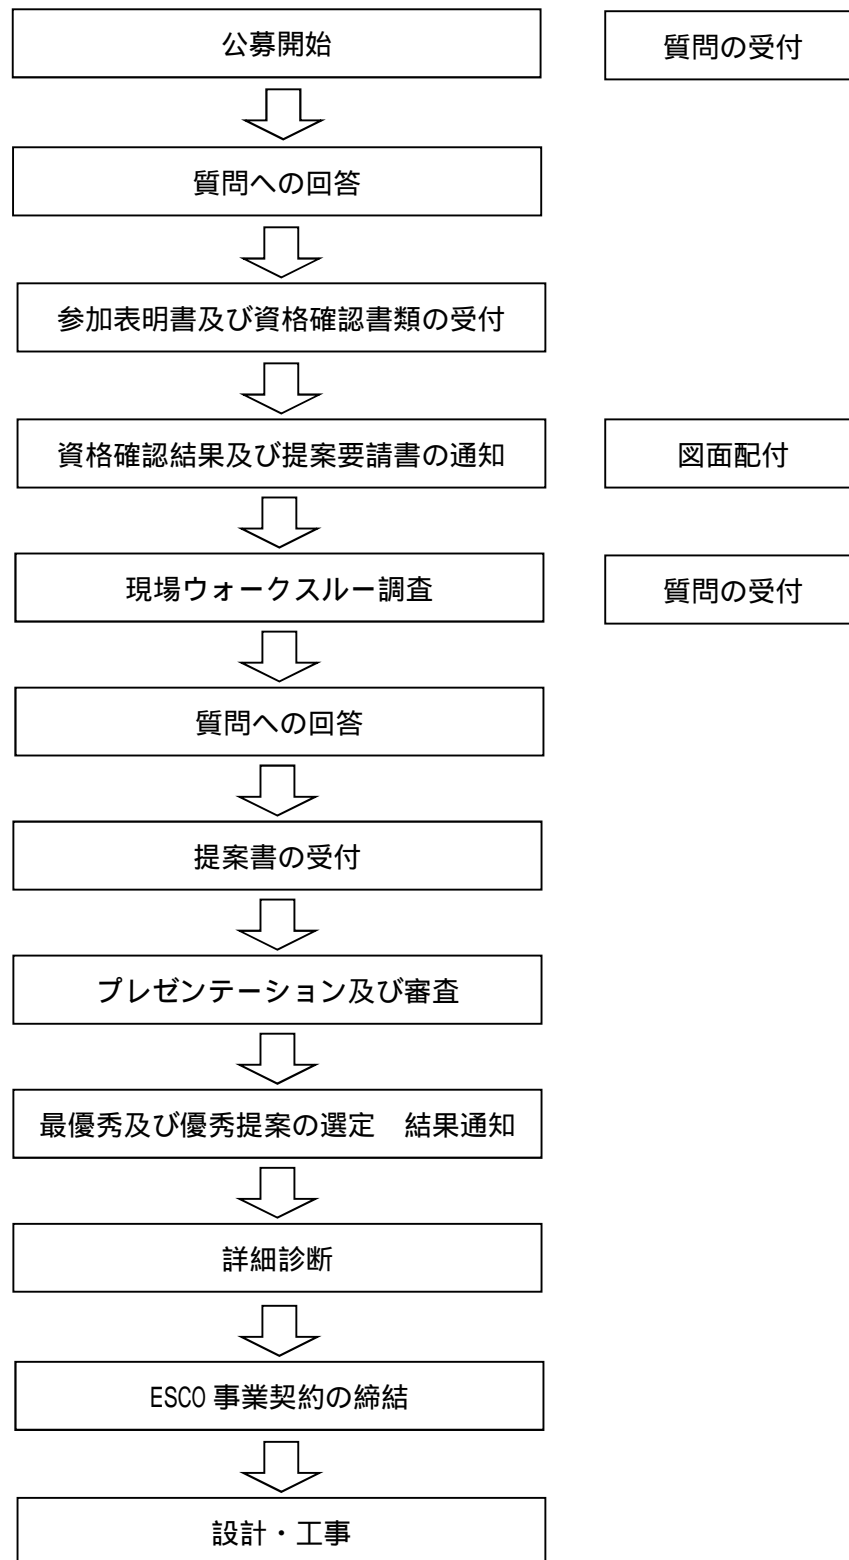 公募開始
質問の受付
質問への回答
参加表明書及び資格確認書類の受付
資格確認結果及び提案要請書の通知
図面配付
現場ウォークスルー調査
質問の受付
質問への回答
提案書の受付
プレゼンテーション及び審査
最優秀及び優秀提案の選定　結果通知
詳細診断
ESCO 事業契約の締結
設計・工事